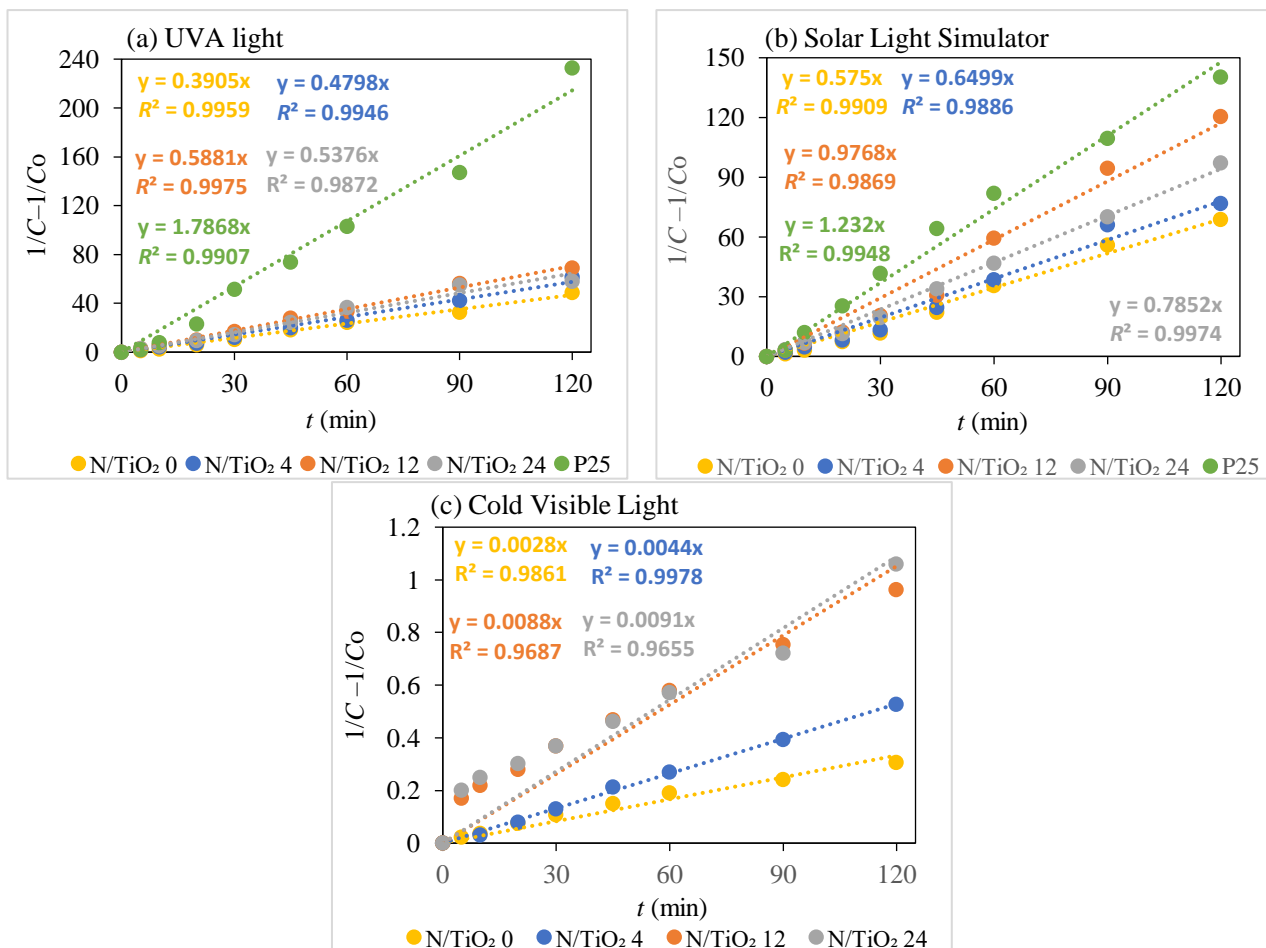 (a) UVA light
240
200
160
120
80
40
0
y = 0.3905x
R² = 0.9959
y = 0.4798x
R² = 0.9946
y = 0.5881x
R² = 0.9975
y = 0.5376x
R² = 0.9872
y = 1.7868x
R² = 0.9907
1/C–1/Co
0 30 60 90 120
t (min)
N/TiO₂ 0 N/TiO₂ 4 N/TiO₂ 12 N/TiO₂ 24 P25
(b) Solar Light Simulator
150
120
90
60
30
0
y = 0.575x
R² = 0.9909
y = 0.6499x
R² = 0.9886
y = 0.9768x
R² = 0.9869
y = 1.232x
R² = 0.9948
y = 0.7852x
R² = 0.9974
1/C –1/Co
0 30 60 90 120
t (min)
N/TiO₂ 0 N/TiO₂ 4 N/TiO₂ 12 N/TiO₂ 24 P25
(c) Cold Visible Light
1.2
1
0.8
0.6
0.4
0.2
0
y = 0.0028x
R² = 0.9861
y = 0.0044x
R² = 0.9978
y = 0.0088x
R² = 0.9687
y = 0.0091x
R² = 0.9655
1/C –1/Co
0 30 60 90 120
t (min)
N/TiO₂ 0 N/TiO₂ 4 N/TiO₂ 12 N/TiO₂ 24